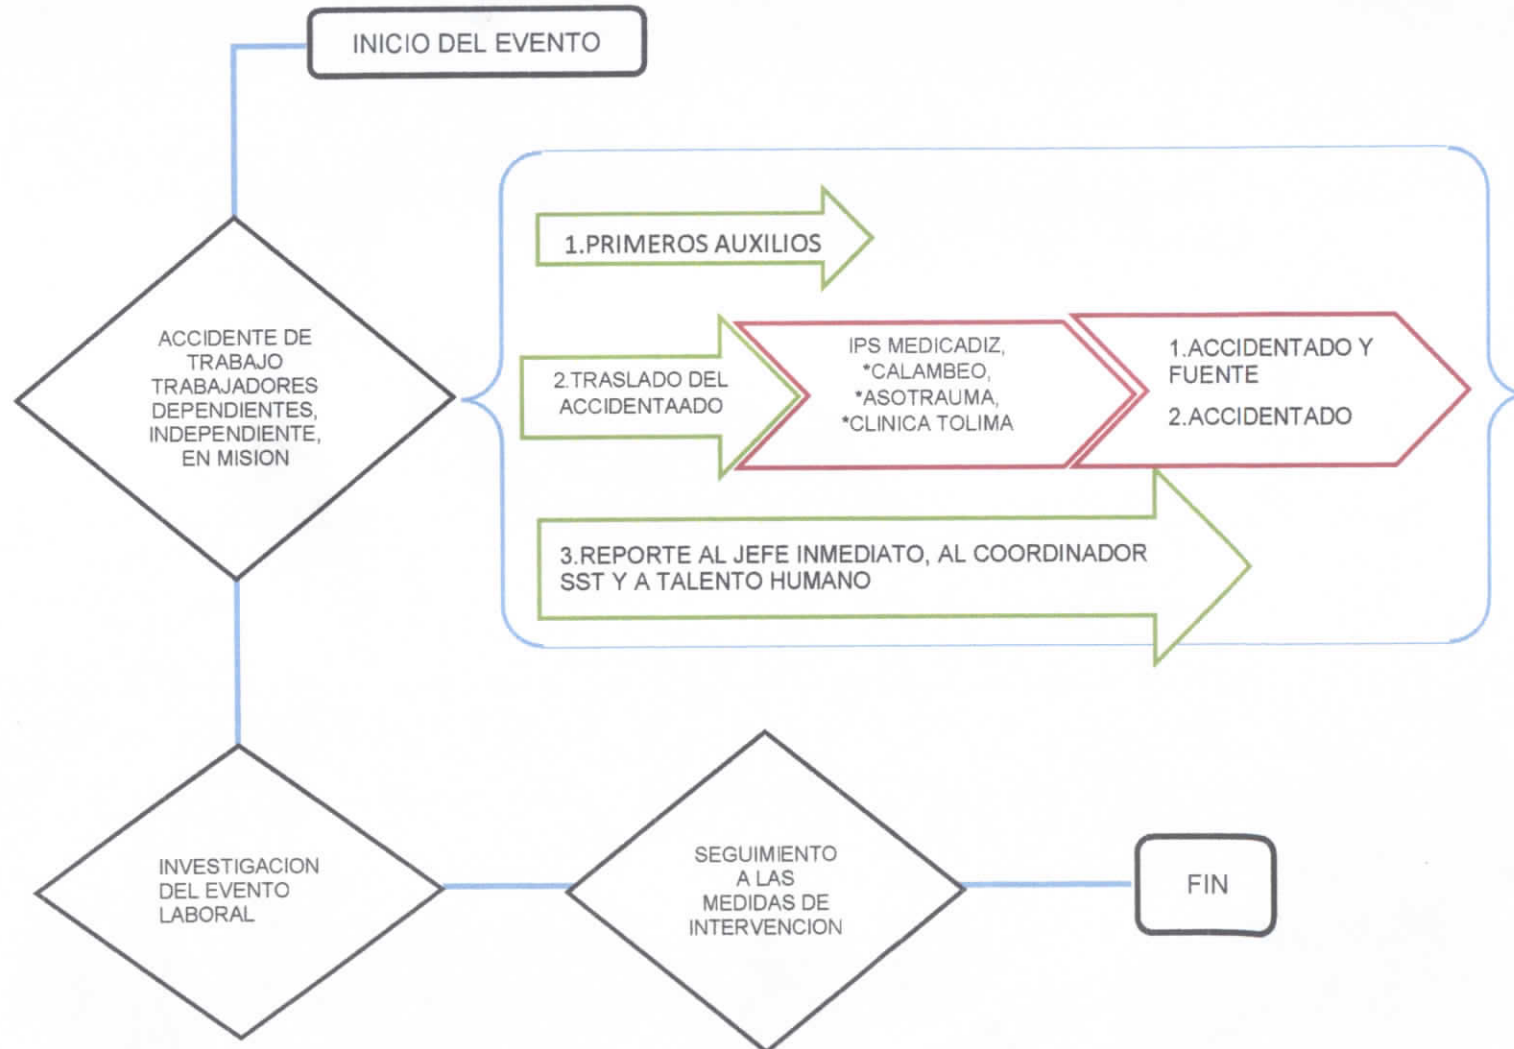 INICIO DEL EVENTO
ACCIDENTE DE
TRABAJO
TRABAJADORES
DEPENDIENTES,
INDEPENDIENTE,
EN MISION
1.PRIMEROS AUXILIOS
2.TRASLADO DEL
ACCIDENTAADO
IPS MEDICADIZ,
*CALAMBEO,
*ASOTRAUMA,
*CLINICA TOLIMA
1.ACCIDENTADO Y
FUENTE
2.ACCIDENTADO
3.REPORTE AL JEFE INMEDIATO, AL COORDINADOR
SST Y A TALENTO HUMANO
INVESTIGACION
DEL EVENTO
LABORAL
SEGUIMIENTO
A LAS
MEDIDAS DE
INTERVENCION
FIN